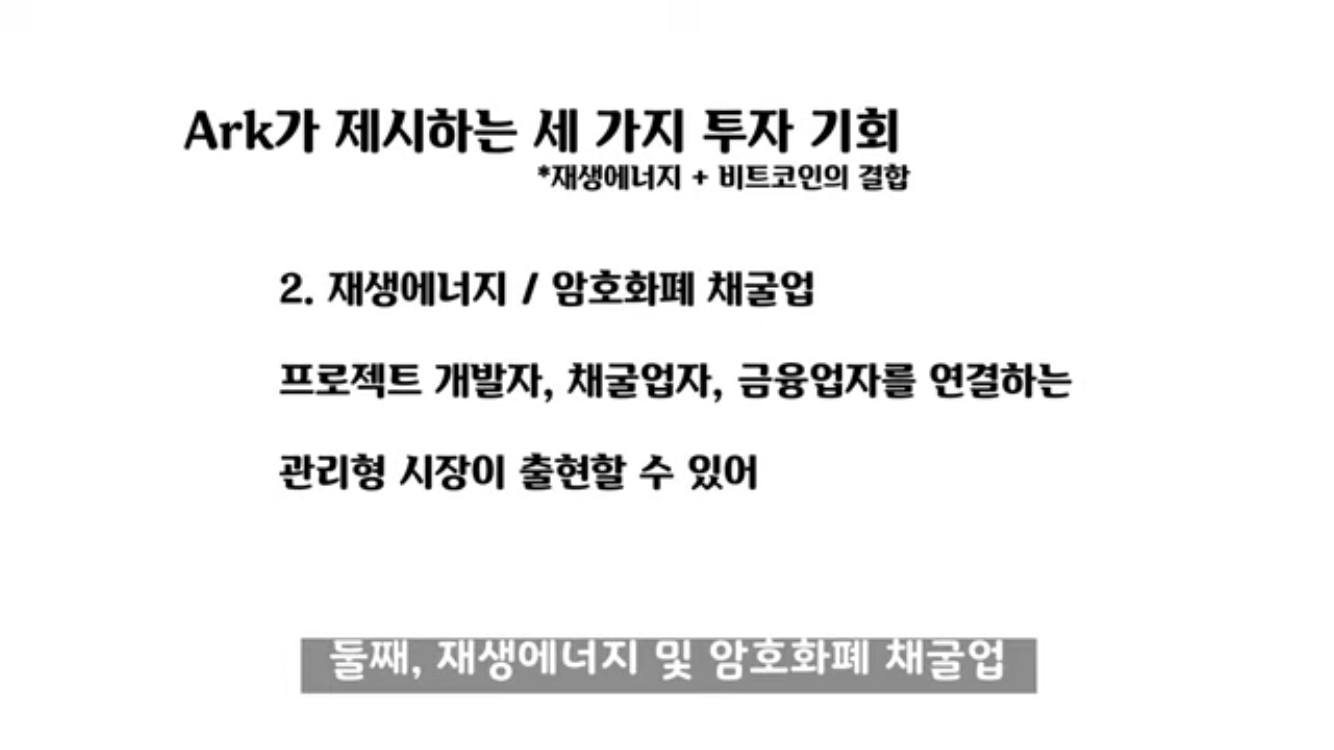 Ark가 제시하는 세 가지 투자 기회
*재생에너지 + 비트코인의 결합
2. 재생에너지 / 암호화폐 채굴업
프로젝트 개발자, 채굴업자, 금융업자를 연결하는
관리형 시장이 출현할 수 있어
둘째, 재생에너지 및 암호화폐 채굴업